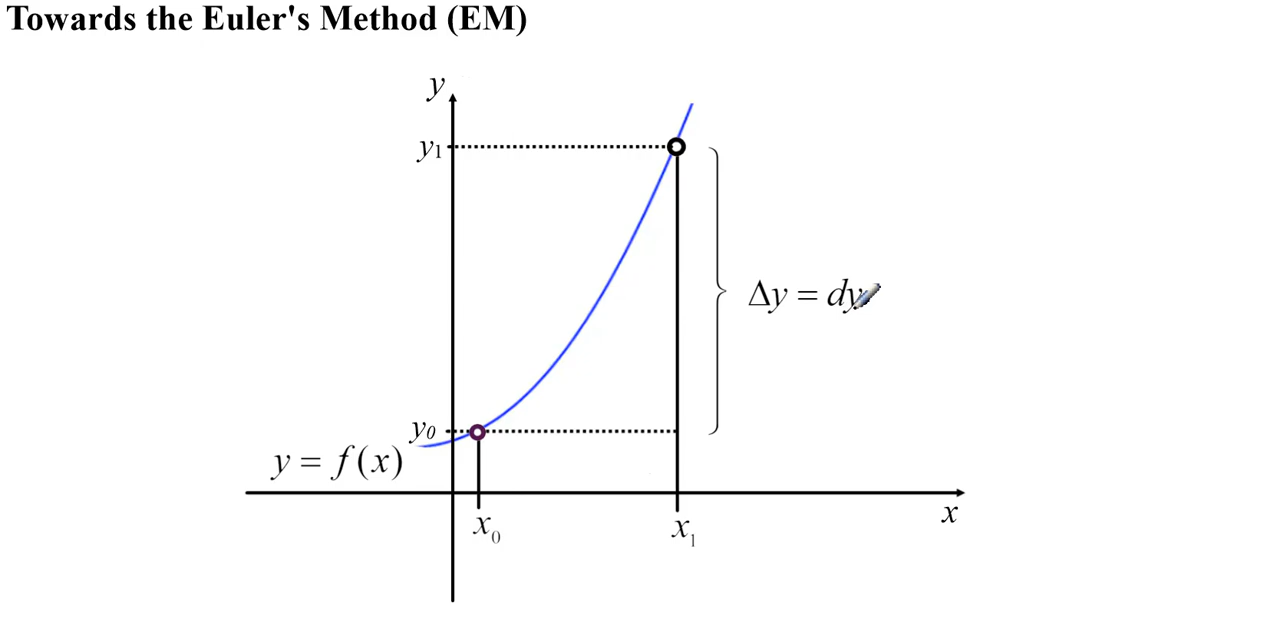 Towards the Euler's Method (EM)
y
y₁
Δy = dy
y₀
y = f(x)
x
x₀
x₁